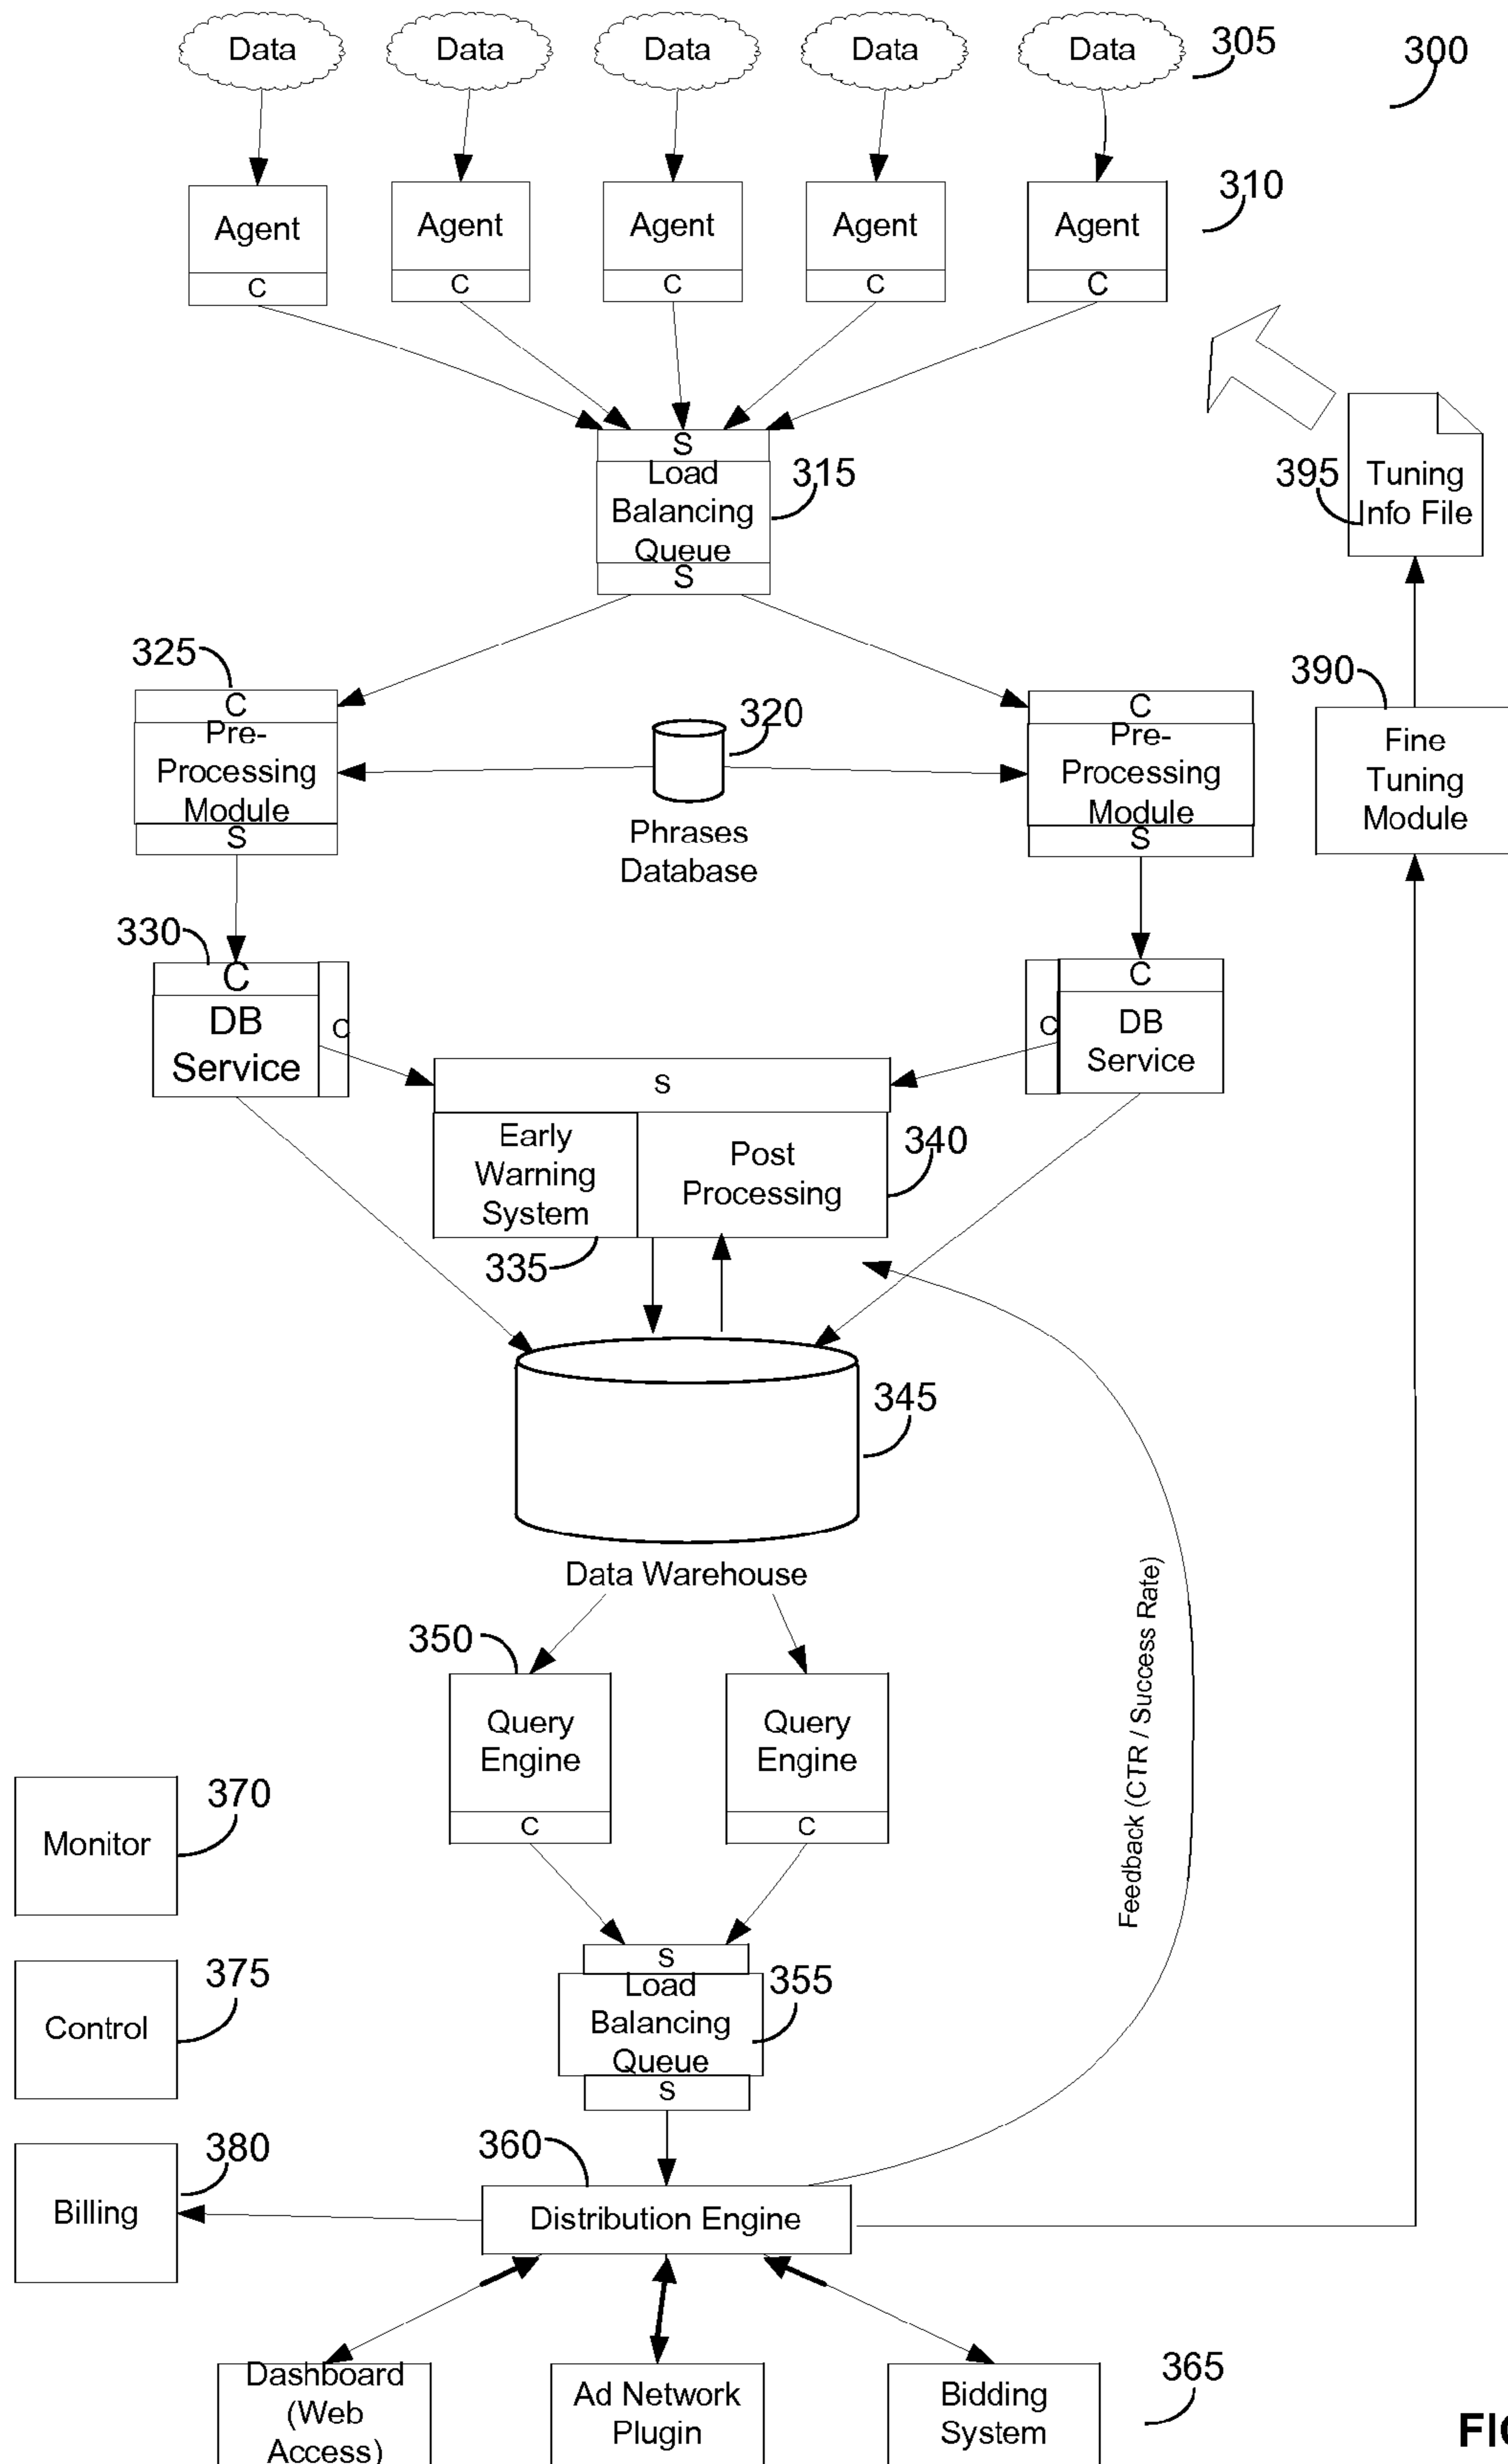 Data
Data
Data
Data
Data
305
300
Agent
C
Agent
C
Agent
C
Agent
C
Agent
C
310
S
Load
Balancing
Queue
S
315
395
Tuning
Info File
325
C
Pre-
Processing
Module
S
320
Phrases
Database
C
Pre-
Processing
Module
S
390
Fine
Tuning
Module
330
C
DB
Service
C
C
DB
Service
C
S
Early
Warning
System
Post
Processing
340
335
345
Data Warehouse
350
Query
Engine
C
Query
Engine
C
Feedback (CTR / Success Rate)
Monitor
370
Control
375
S
Load
Balancing
Queue
S
355
Billing
380
360
Distribution Engine
Dashboard
(Web
Access)
Ad Network
Plugin
Bidding
System
365